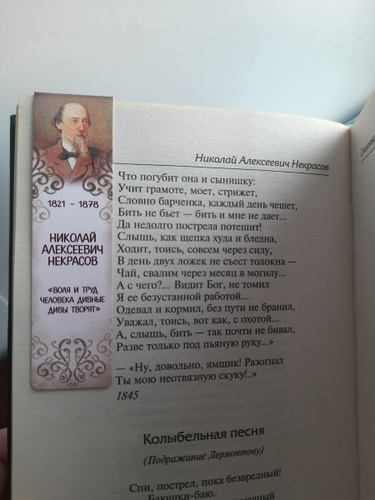 Николай Алексеевич Некрасов
1821 - 1878
НИКОЛАЙ
АЛЕКСЕЕВИЧ
НЕКРАСОВ
«ВОЛЯ И ТРУД
ЧЕЛОВЕКА ДИВНЫЕ
ДИВЫ ТВОРЯТ»
Что погубит она и сынишку:
Учит грамоте, моет, стрижет,
Словно барченка, каждый день чешет,
Бить не бьет — бить и мне не дает...
Да недолго пострела потешит!
Слышь, как щепка худа и бледна,
Ходит, тоись, совсем через силу,
В день двух ложек не съест толокна —
Чай, свалим через месяц в могилу...
А с чего?... Видит Бог, не томил
Я ее безустанной работой...
Одевал и кормил, без пути не бранил,
Уважал, тоись, вот как, с охотой...
А, слышь, бить — так почти не бивал,
Разве только под пьяную руку...»
— «Ну, довольно, ямщик! Разогнал
Ты мою неотвязную скуку!..»
1845
Колыбельная песня
(Подражание Лермонтову)
Спи, пострел, пока безвредный!
Баюшки-баю.